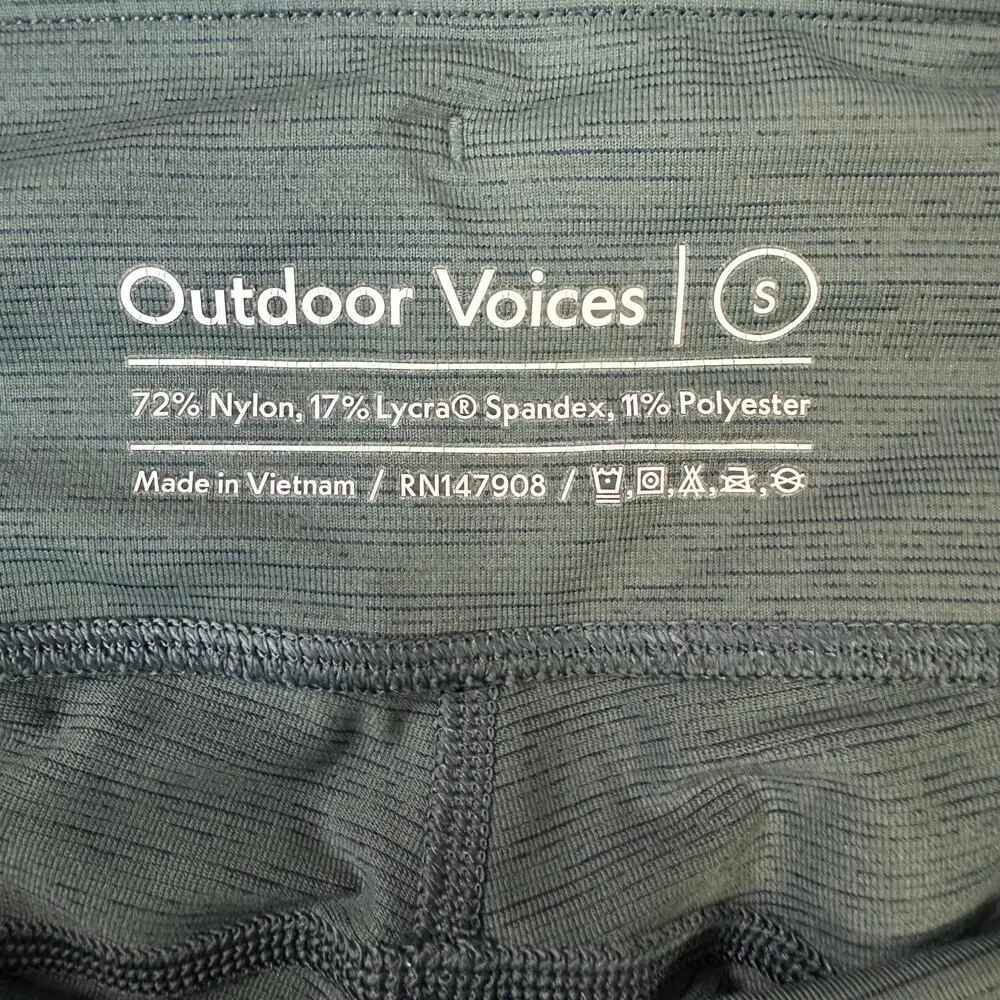 Outdoor Voices | S
72% Nylon, 17% Lycra® Spandex, 11% Polyester
Made in Vietnam / RN147908 /